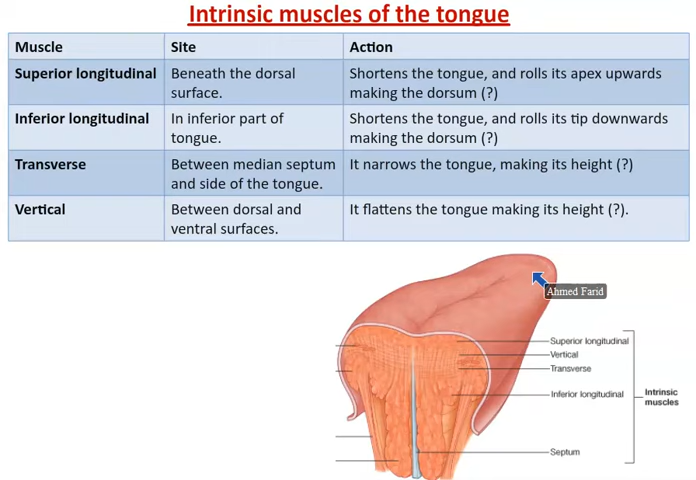 Intrinsic muscles of the tongue
Muscle Site Action
Superior longitudinal Beneath the dorsal Shortens the tongue, and rolls its apex upwards
surface. making the dorsum (?)
Inferior longitudinal In inferior part of Shortens the tongue, and rolls its tip downwards
tongue. making the dorsum (?)
Transverse Between median septum It narrows the tongue, making its height (?)
and side of the tongue.
Vertical Between dorsal and It flattens the tongue making its height (?).
ventral surfaces.
Ahmed Farid
Superior longitudinal
Vertical
Transverse
Inferior longitudinal
Intrinsic
muscles
Septum